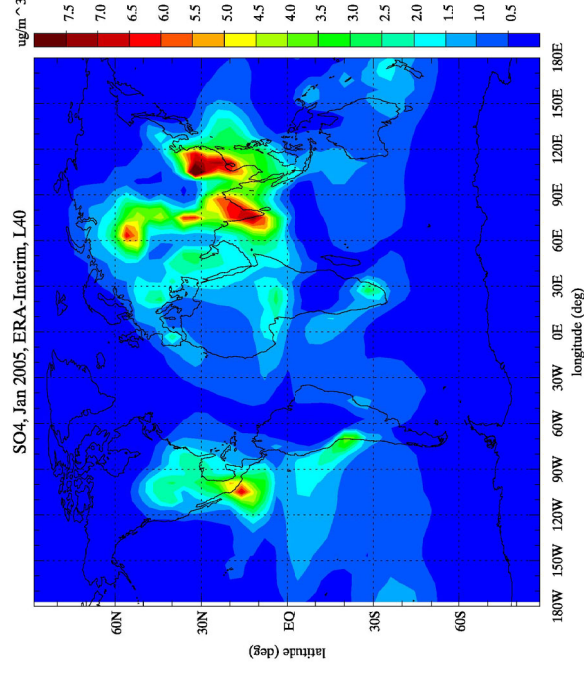 SO4, Jan 2005, ERA-Interim, L40
ug/m^3
7.5
7.0
6.5
6.0
5.5
5.0
4.5
4.0
3.5
3.0
2.5
2.0
1.5
1.0
0.5
latitude (deg)
60N
30N
EQ
30S
60S
180W 150W 120W 90W 60W 30W 0E 30E 60E 90E 120E 150E 180E
longitude (deg)